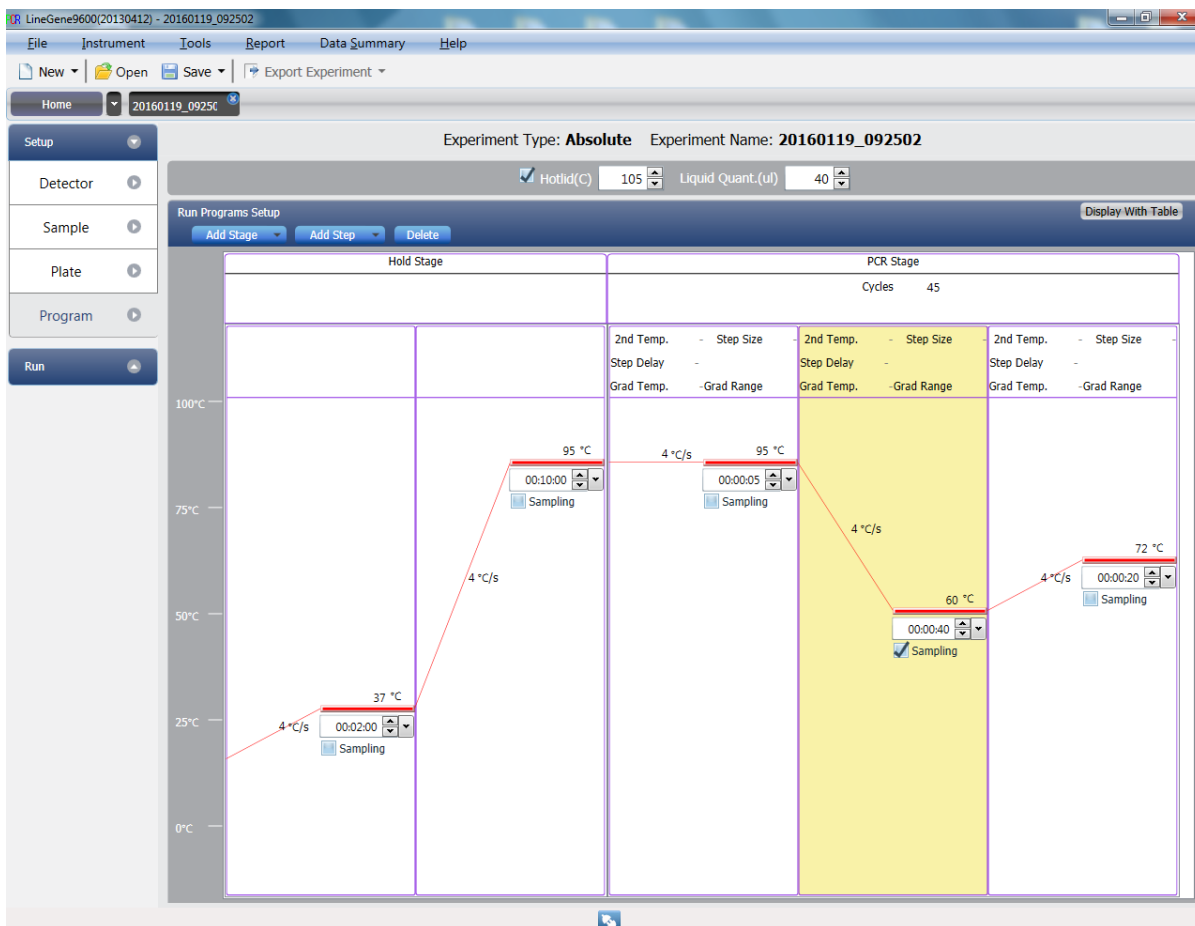 LineGene9600(20130412) - 20160119_092502
File Instrument Tools Report Data Summary Help
New Open Save Export Experiment
Home 20160119_0925(
Experiment Type: Absolute Experiment Name: 20160119_092502
Setup
Detector
Sample
Plate
Program
Run
Hotlid(C) 105 Liquid Quant.(ul) 40
Run Programs Setup Display With Table
Add Stage Add Step Delete
Hold Stage PCR Stage
Cycles 45
2nd Temp. - Step Size - 2nd Temp. - Step Size - 2nd Temp. - Step Size -
Step Delay - Step Delay - Step Delay -
Grad Temp. -Grad Range Grad Temp. -Grad Range Grad Temp. -Grad Range
100°C
95 °C 4 °C/s 95 °C
00:10:00 00:00:05
Sampling Sampling
75°C
4 °C/s
72 °C
4 °C/s 4 °C/s 00:00:20
Sampling
60 °C
50°C
00:00:40
Sampling
37 °C
25°C
4 °C/s 00:02:00
Sampling
0°C